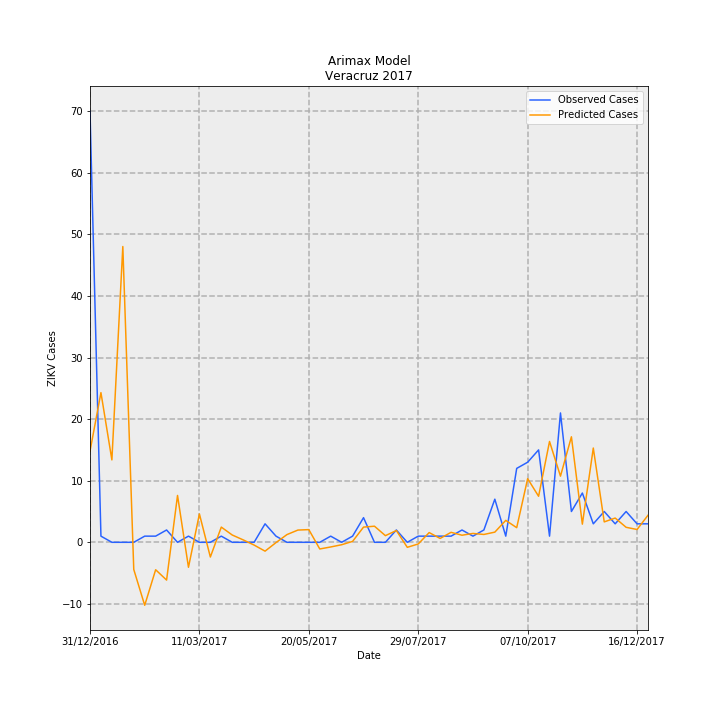 Arimax Model
Veracruz 2017
Observed Cases
Predicted Cases
70
60
50
40
30
20
10
0
−10
ZIKV Cases
31/12/2016 11/03/2017 20/05/2017 29/07/2017 07/10/2017 16/12/2017
Date